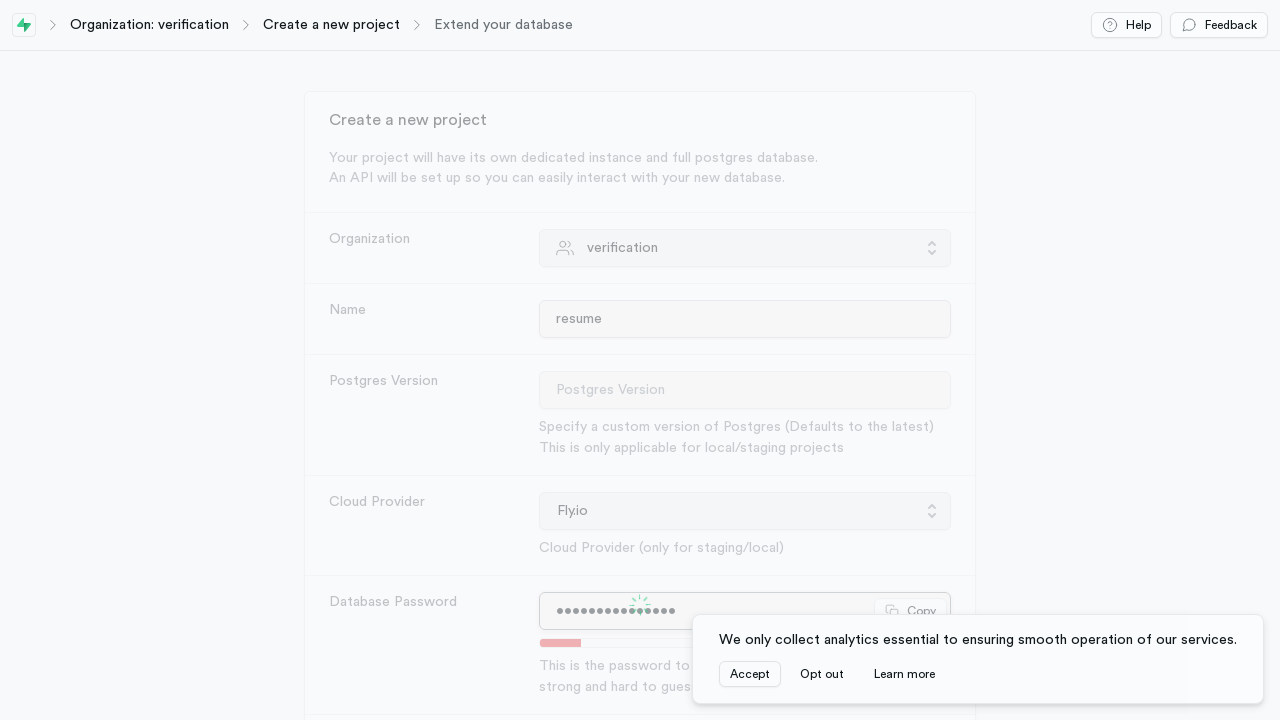 Organization: verification
Create a new project
Extend your database
Help
Feedback
Create a new project
Your project will have its own dedicated instance and full postgres database.
An API will be set up so you can easily interact with your new database.
Organization
verification
Name
resume
Postgres Version
Postgres Version
Specify a custom version of Postgres (Defaults to the latest)
This is only applicable for local/staging projects
Cloud Provider
Fly.io
Cloud Provider (only for staging/local)
Database Password
Copy
This is the password to
strong and hard to gues
We only collect analytics essential to ensuring smooth operation of our services.
Accept
Opt out
Learn more